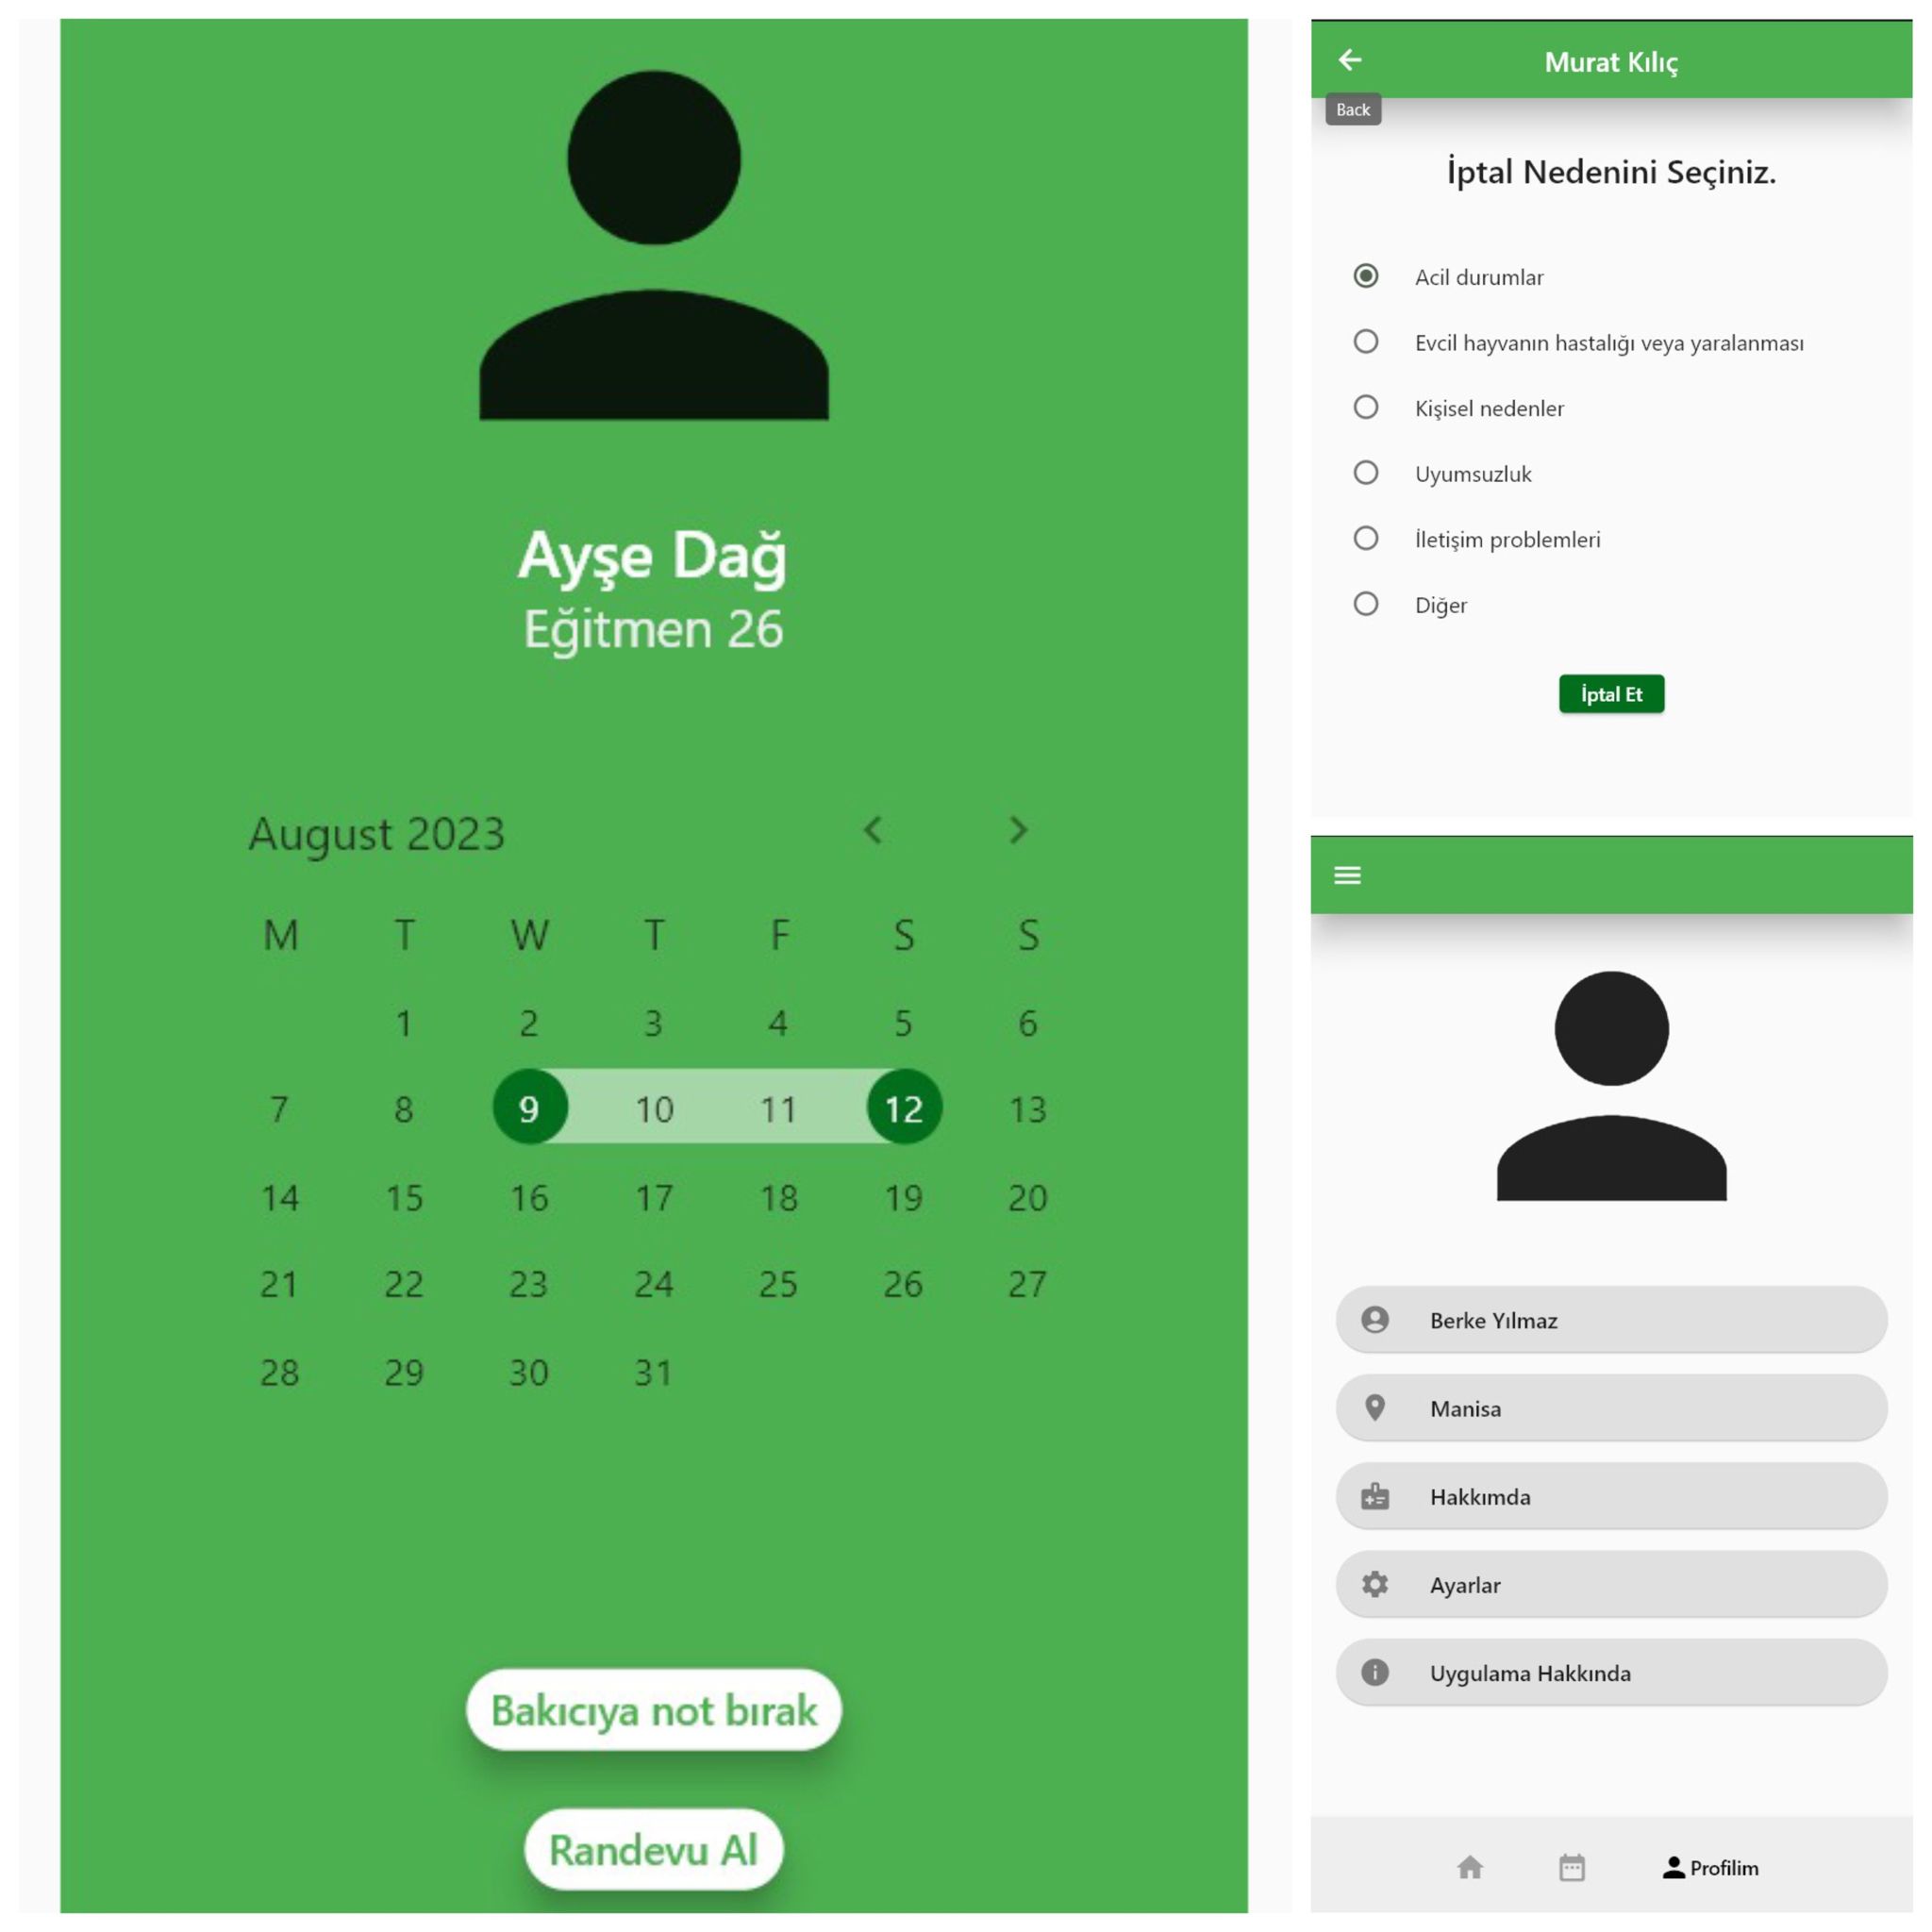 Ayşe Dağ
Eğitmen 26
August 2023
M T W T F S S
1 2 3 4 5 6
7 8 9 10 11 12 13
14 15 16 17 18 19 20
21 22 23 24 25 26 27
28 29 30 31
Bakıcıya not bırak
Randevu Al
Murat Kılıç
Back
İptal Nedenini Seçiniz.
Acil durumlar
Evcil hayvanın hastalığı veya yaralanması
Kişisel nedenler
Uyumsuzluk
İletişim problemleri
Diğer
İptal Et
Berke Yılmaz
Manisa
Hakkımda
Ayarlar
Uygulama Hakkında
Profilim